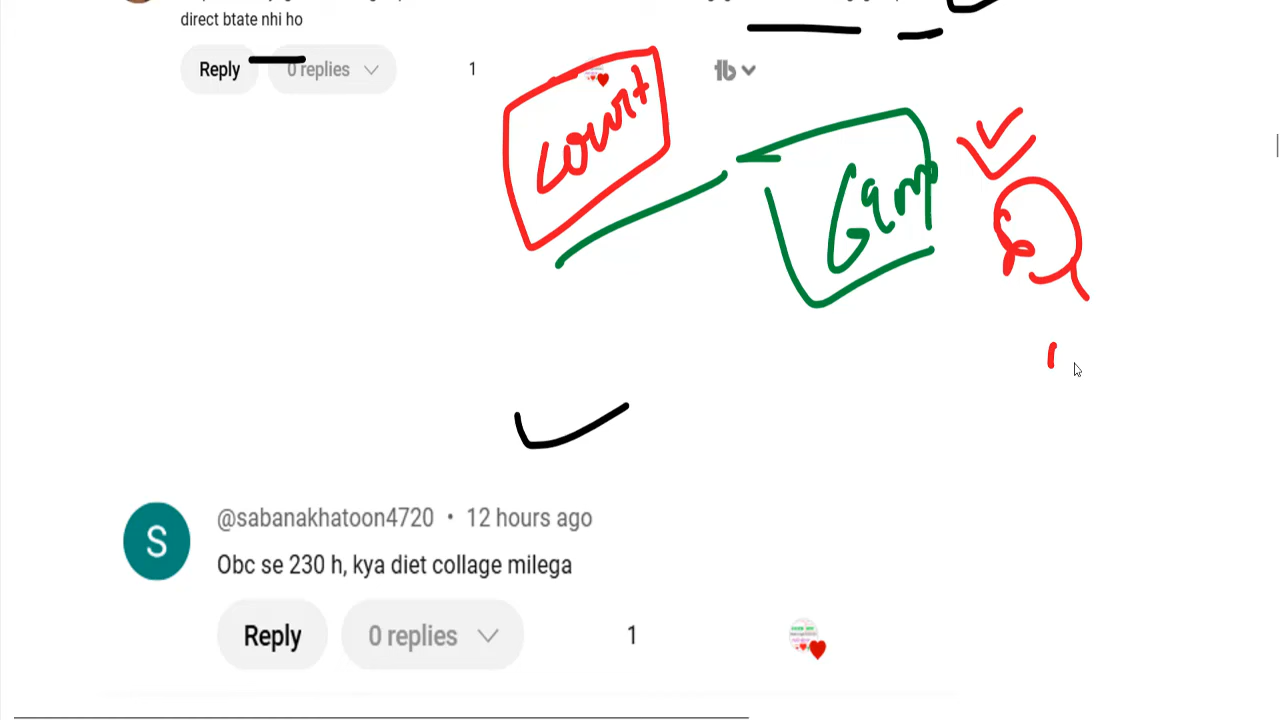 direct btate nhi ho
Reply
0 replies
1
Court
@sabanakhatoon4720 • 12 hours ago
S
Obc se 230 h, kya diet collage milega
Reply
0 replies
1